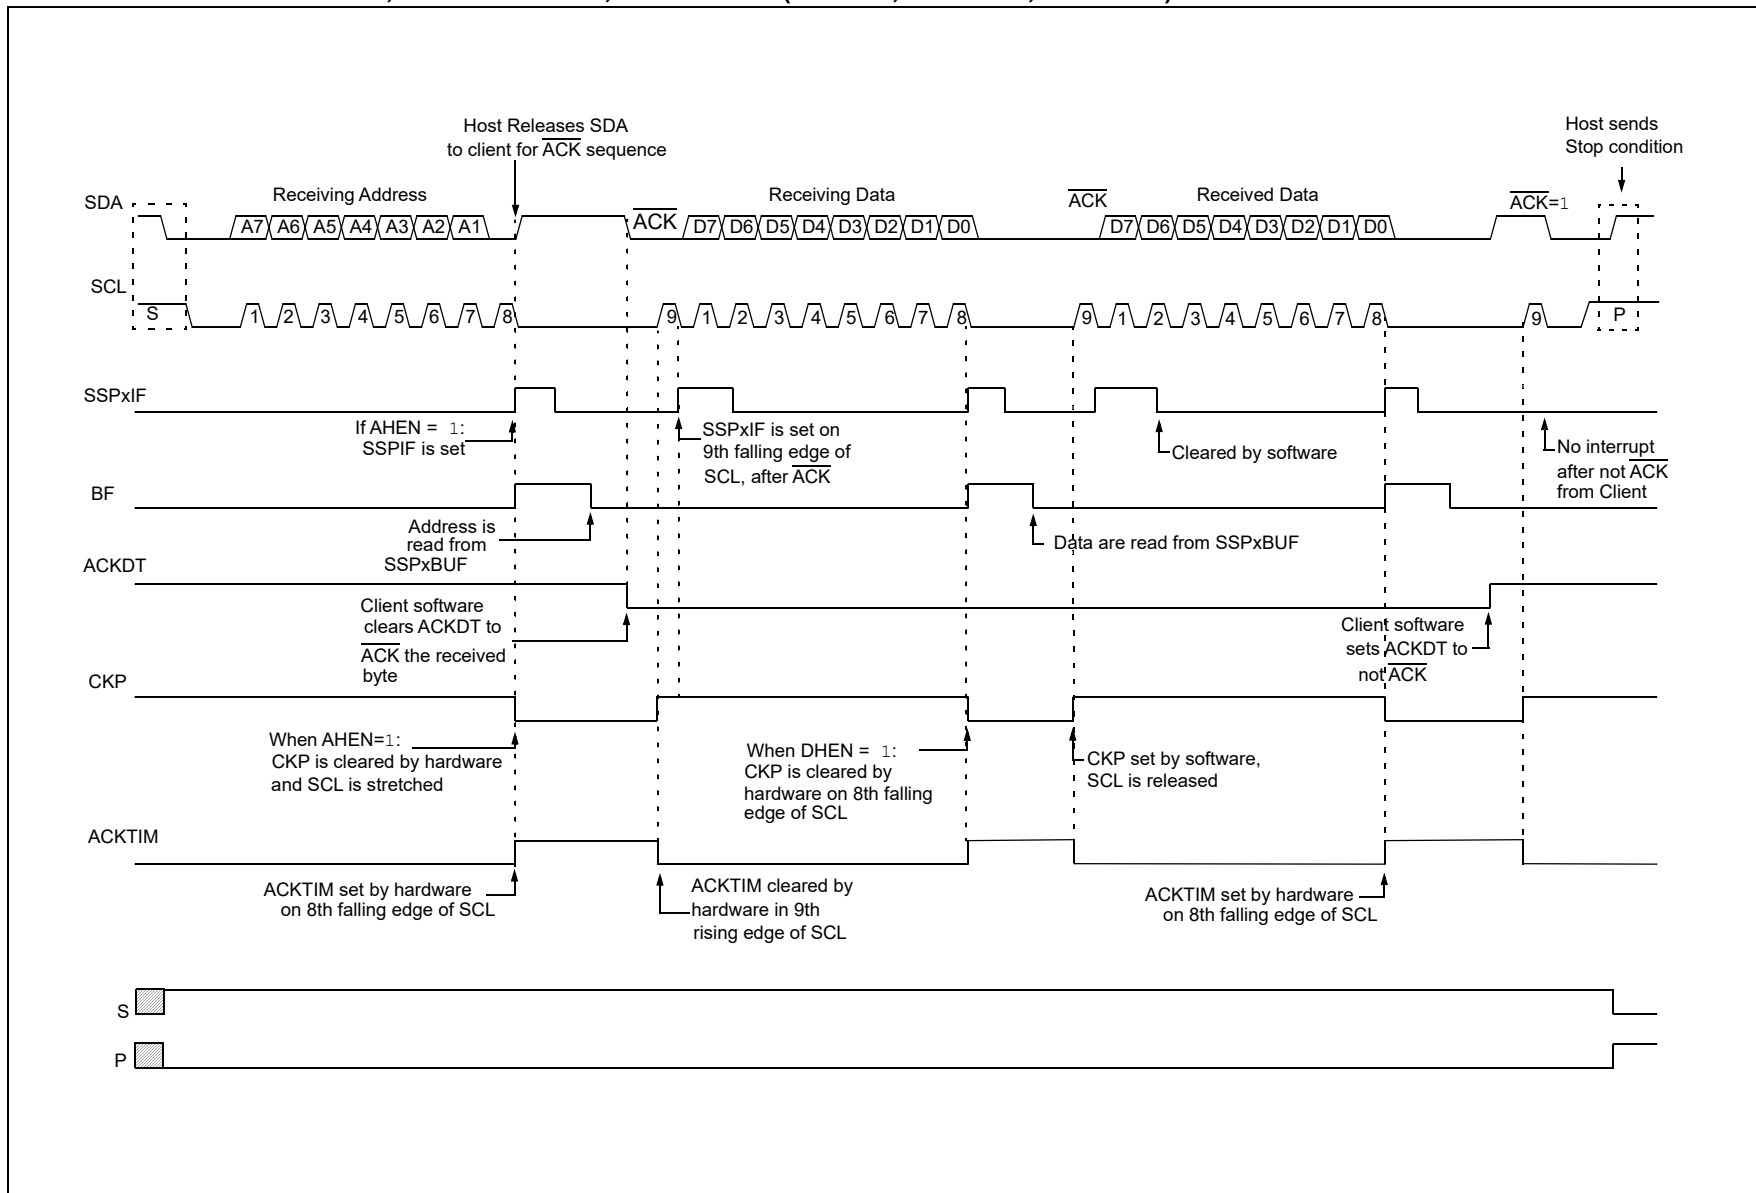 Host Releases SDA
to client for ACK sequence
Host sends
Stop condition
SDA
Receiving Address
Receiving Data
ACK
Received Data
ACK=1
A7 A6 A5 A4 A3 A2 A1
ACK
D7 D6 D5 D4 D3 D2 D1 D0
D7 D6 D5 D4 D3 D2 D1 D0
SCL
S
1 2 3 4 5 6 7 8
9 1 2 3 4 5 6 7 8
9 1 2 3 4 5 6 7 8
9
P
SSPxIF
If AHEN = 1:
SSPIF is set
SSPxIF is set on
9th falling edge of
SCL, after ACK
Cleared by software
No interrupt
after not ACK
from Client
BF
Address is
read from
SSPxBUF
Data are read from SSPxBUF
ACKDT
Client software
clears ACKDT to
ACK the received
byte
Client software
sets ACKDT to
not ACK
CKP
When AHEN=1:
CKP is cleared by hardware
and SCL is stretched
When DHEN = 1:
CKP is cleared by
hardware on 8th falling
edge of SCL
CKP set by software,
SCL is released
ACKTIM
ACKTIM set by hardware
on 8th falling edge of SCL
ACKTIM cleared by
hardware in 9th
rising edge of SCL
ACKTIM set by hardware
on 8th falling edge of SCL
S
P